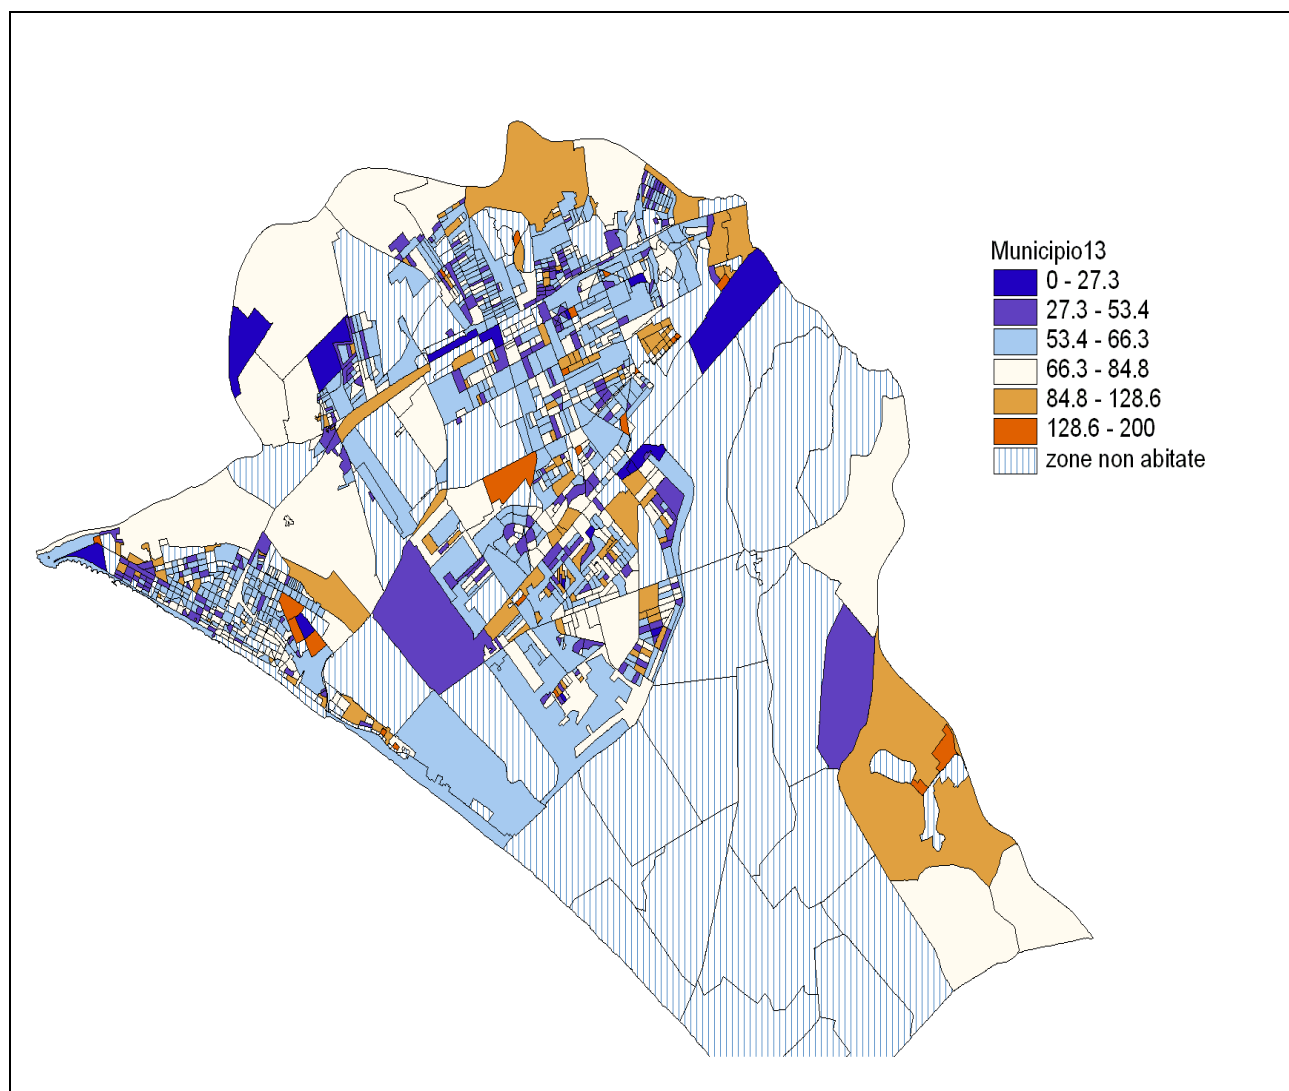 Municipio13
0 - 27.3
27.3 - 53.4
53.4 - 66.3
66.3 - 84.8
84.8 - 128.6
128.6 - 200
zone non abitate